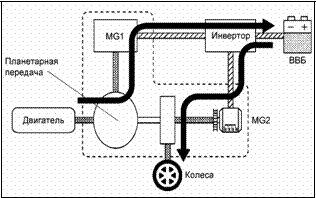 MG1
Инвертор
ВВБ
Планетарная
передача
Двигатель
MG2
Колеса